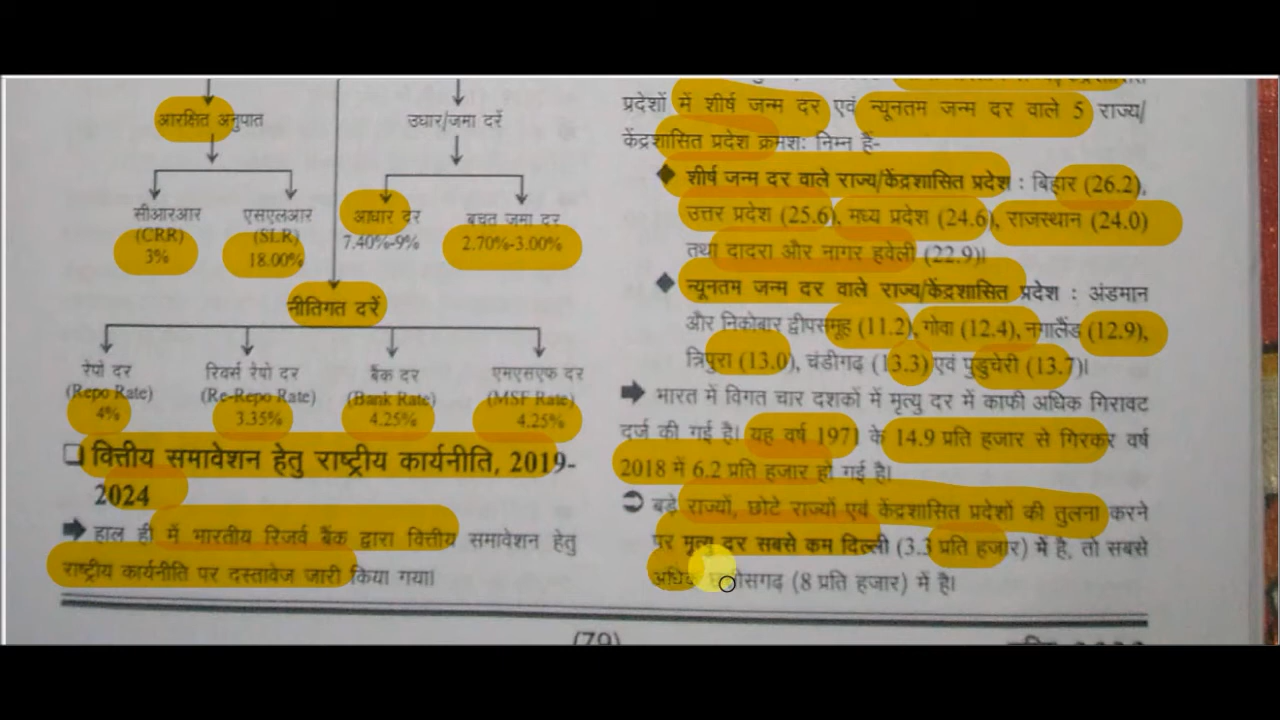 आरक्षित अनुपात
उधार/जमा दरें
सीआरआर
(CRR)
3%
एसएलआर
(SLR)
18.00%
आधार दर
7.40%-9%
बचत जमा दर
2.70%-3.00%
नीतिगत दरें
रेपो दर
(Repo Rate)
4%
रिवर्स रेपो दर
(Re-Repo Rate)
3.35%
बैंक दर
(Bank Rate)
4.25%
एमएसएफ दर
(MSF Rate)
4.25%
❑ वित्तीय समावेशन हेतु राष्ट्रीय कार्यनीति, 2019-
2024
➡ हाल ही में भारतीय रिजर्व बैंक द्वारा वित्तीय समावेशन हेतु
राष्ट्रीय कार्यनीति पर दस्तावेज जारी किया गया।
प्रदेशों में शीर्ष जन्म दर एवं न्यूनतम जन्म दर वाले 5 राज्य/
केंद्रशासित प्रदेश क्रमशः निम्न हैं-
◆ शीर्ष जन्म दर वाले राज्य/केंद्रशासित प्रदेश : बिहार (26.2),
उत्तर प्रदेश (25.6), मध्य प्रदेश (24.6), राजस्थान (24.0)
तथा दादरा और नागर हवेली (22.9)।
◆ न्यूनतम जन्म दर वाले राज्य/केंद्रशासित प्रदेश : अंडमान
और निकोबार द्वीपसमूह (11.2), गोवा (12.4), नगालैंड (12.9),
त्रिपुरा (13.0), चंडीगढ़ (13.3) एवं पुडुचेरी (13.7)।
➡ भारत में विगत चार दशकों में मृत्यु दर में काफी अधिक गिरावट
दर्ज की गई है। यह वर्ष 1971 के 14.9 प्रति हजार से गिरकर वर्ष
2018 में 6.2 प्रति हजार हो गई है।
➲ बड़े राज्यों, छोटे राज्यों एवं केंद्रशासित प्रदेशों की तुलना करने
पर मृत्यु दर सबसे कम दिल्ली (3.3 प्रति हजार) में है, तो सबसे
अधिक छत्तीसगढ़ (8 प्रति हजार) में है।
(79)